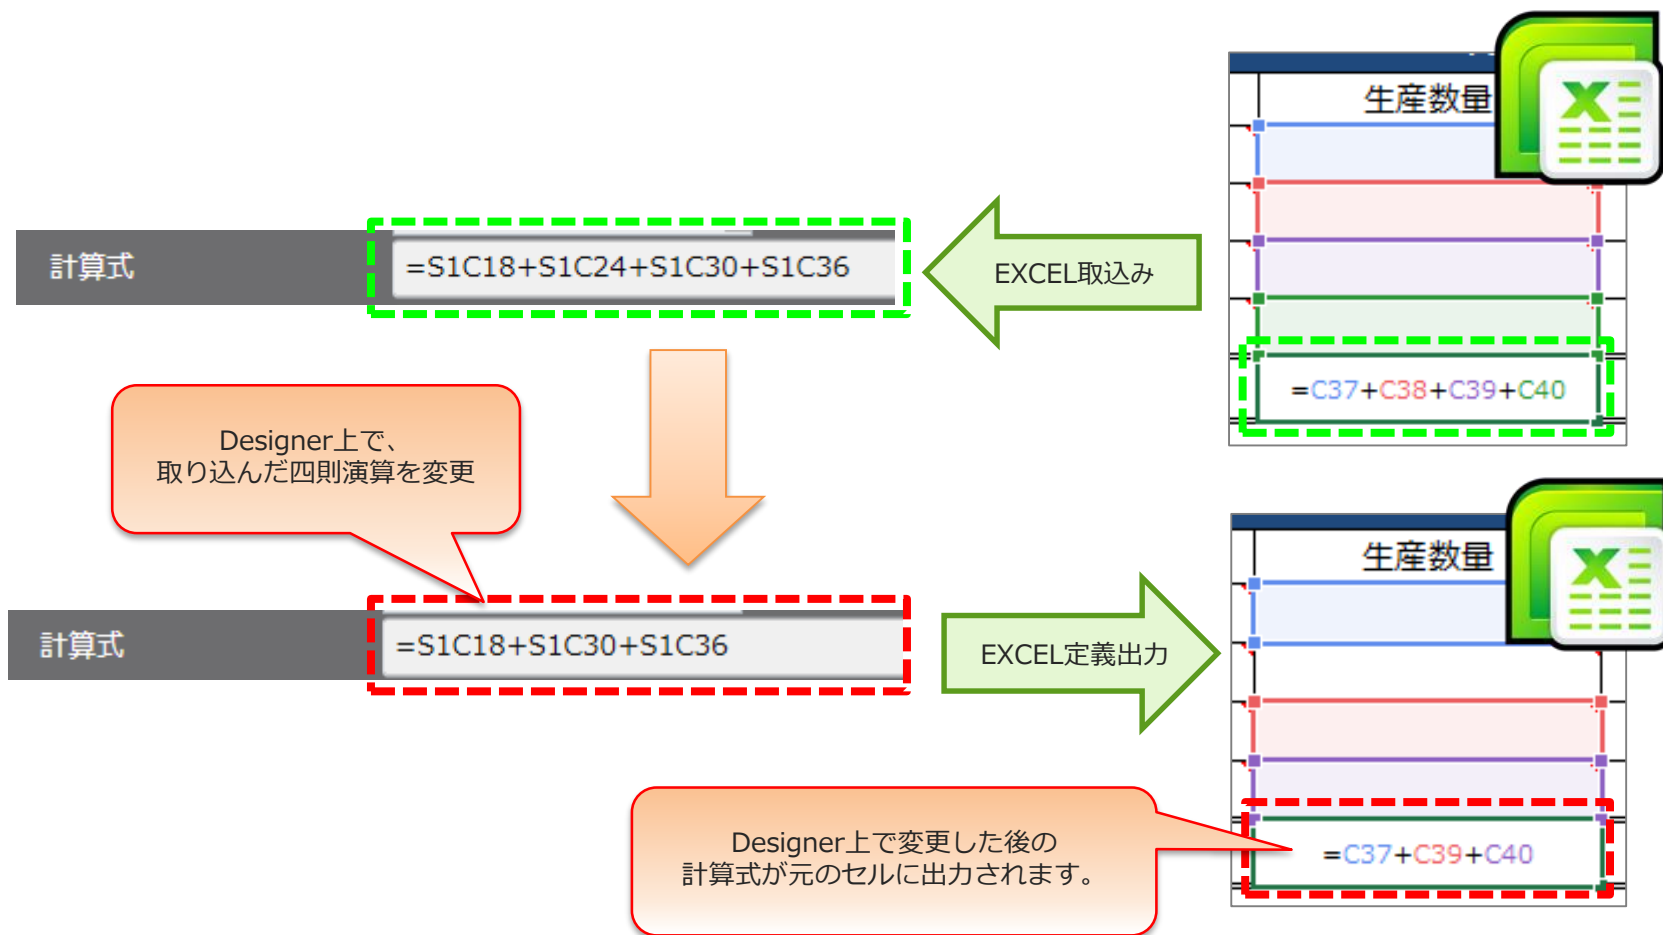 生産数量
計算式
=S1C18+S1C24+S1C30+S1C36
EXCEL取込み
=C37+C38+C39+C40
Designer上で、
取り込んだ四則演算を変更
生産数量
計算式
=S1C18+S1C30+S1C36
EXCEL定義出力
Designer上で変更した後の
計算式が元のセルに出力されます。
=C37+C39+C40